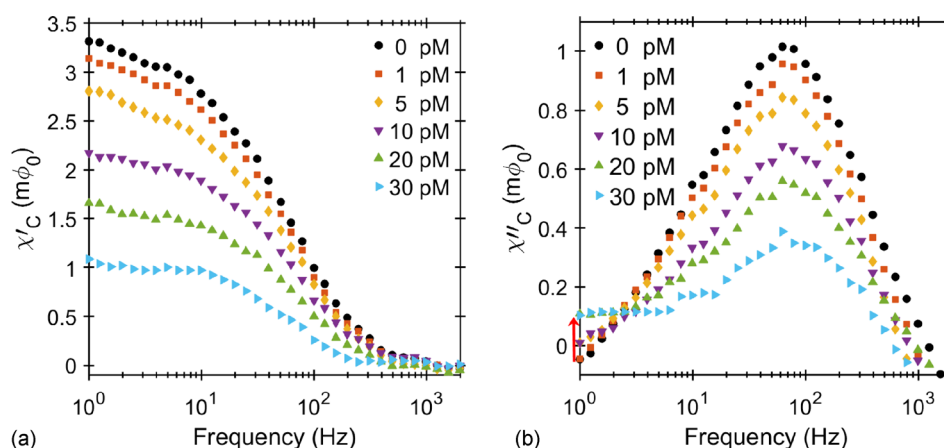 3.5
3
2.5
2
1.5
1
0.5
0
χ′C (mϕ0)
0 pM
1 pM
5 pM
10 pM
20 pM
30 pM
10^0
10^1
10^2
10^3
Frequency (Hz)
(a)
1
0.8
0.6
0.4
0.2
0
χ″C (mϕ0)
0 pM
1 pM
5 pM
10 pM
20 pM
30 pM
10^0
10^1
10^2
10^3
Frequency (Hz)
(b)